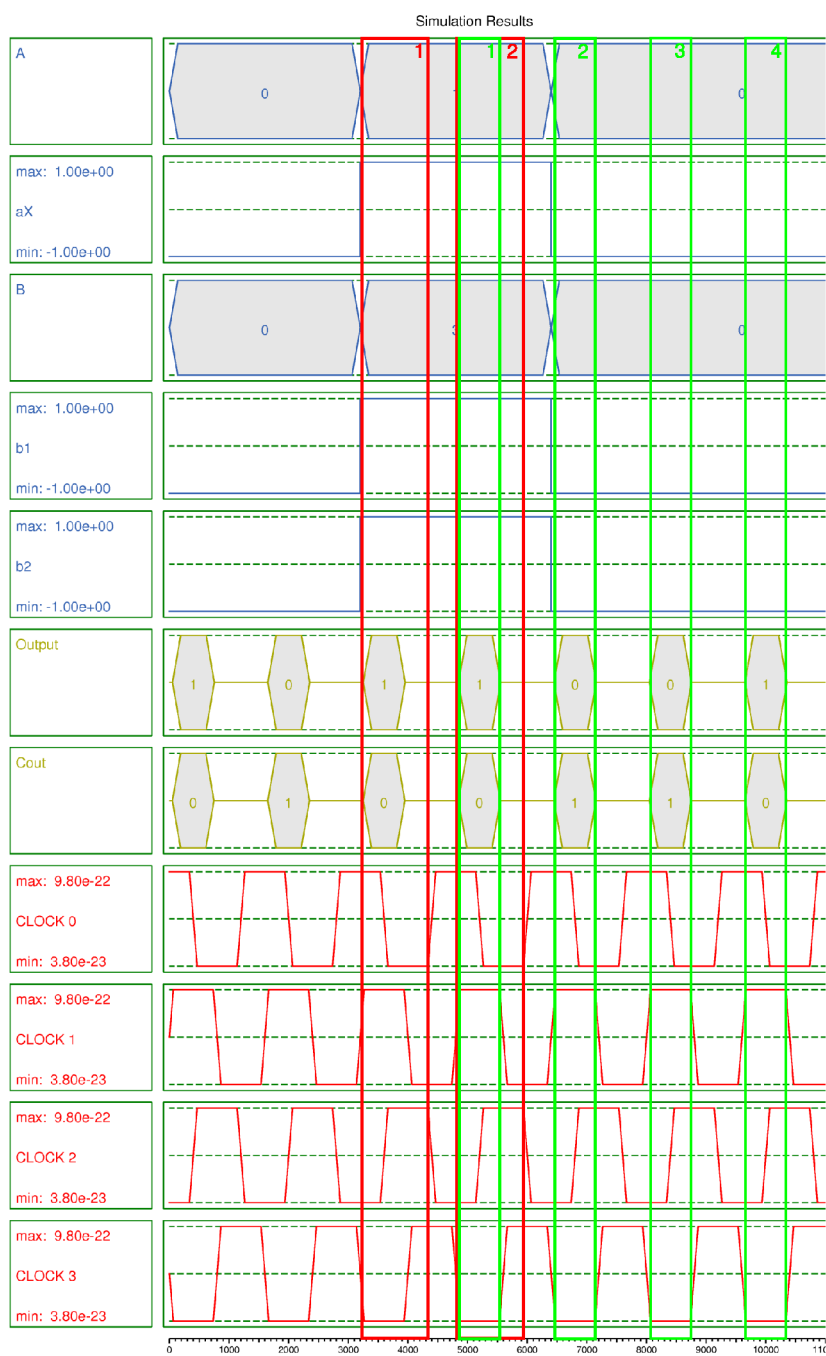 Simulation Results
1 1 2 2 3 4
A
0 0
max: 1.00e+00
aX
min: -1.00e+00
B
0 3 0
max: 1.00e+00
b1
min: -1.00e+00
max: 1.00e+00
b2
min: -1.00e+00
Output
1 0 1 1 0 0 1
Cout
0 1 0 0 1 1 0
max: 9.80e-22
CLOCK 0
min: 3.80e-23
max: 9.80e-22
CLOCK 1
min: 3.80e-23
max: 9.80e-22
CLOCK 2
min: 3.80e-23
max: 9.80e-22
CLOCK 3
min: 3.80e-23
0 1000 2000 3000 4000 5000 6000 7000 8000 9000 10000